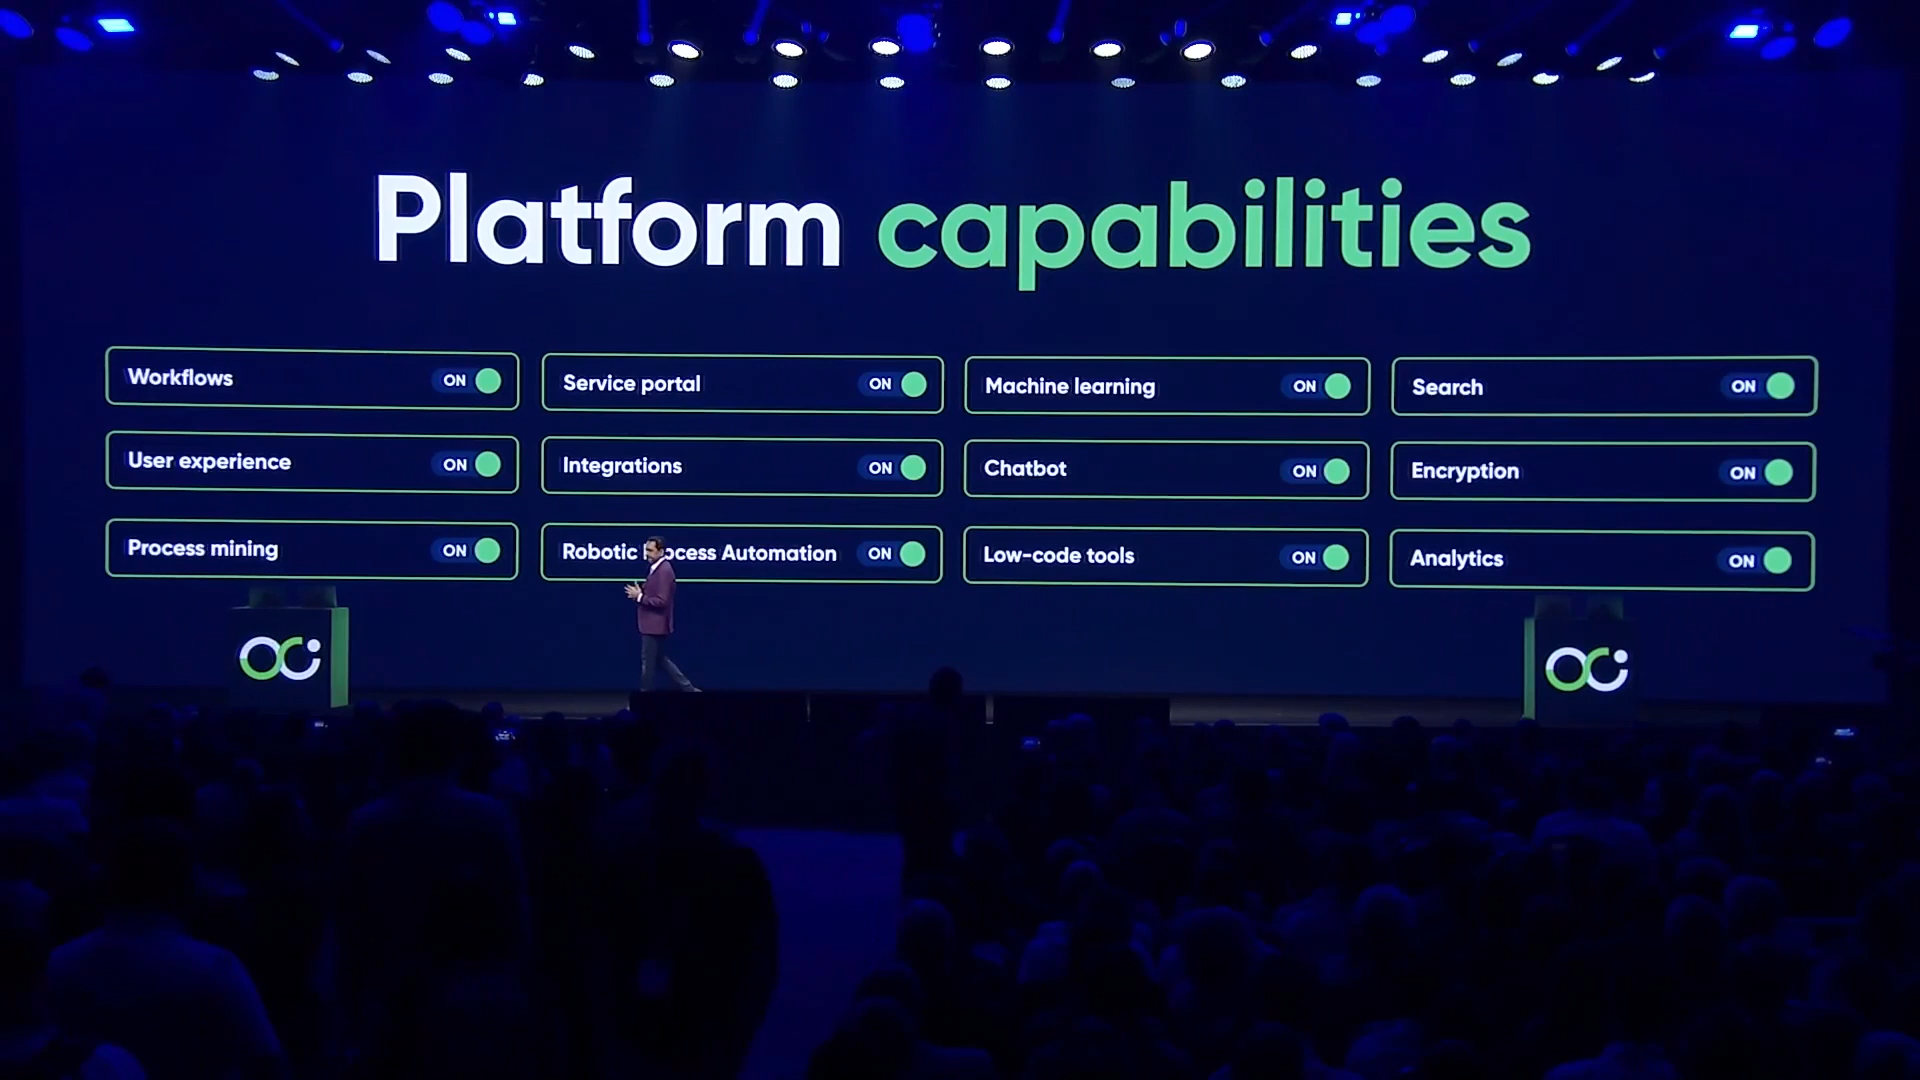 Platform capabilities
Workflows ON
Service portal ON
Machine learning ON
Search ON
User experience ON
Integrations ON
Chatbot ON
Encryption ON
Process mining ON
Robotic Automation ON
Low-code tools ON
Analytics ON